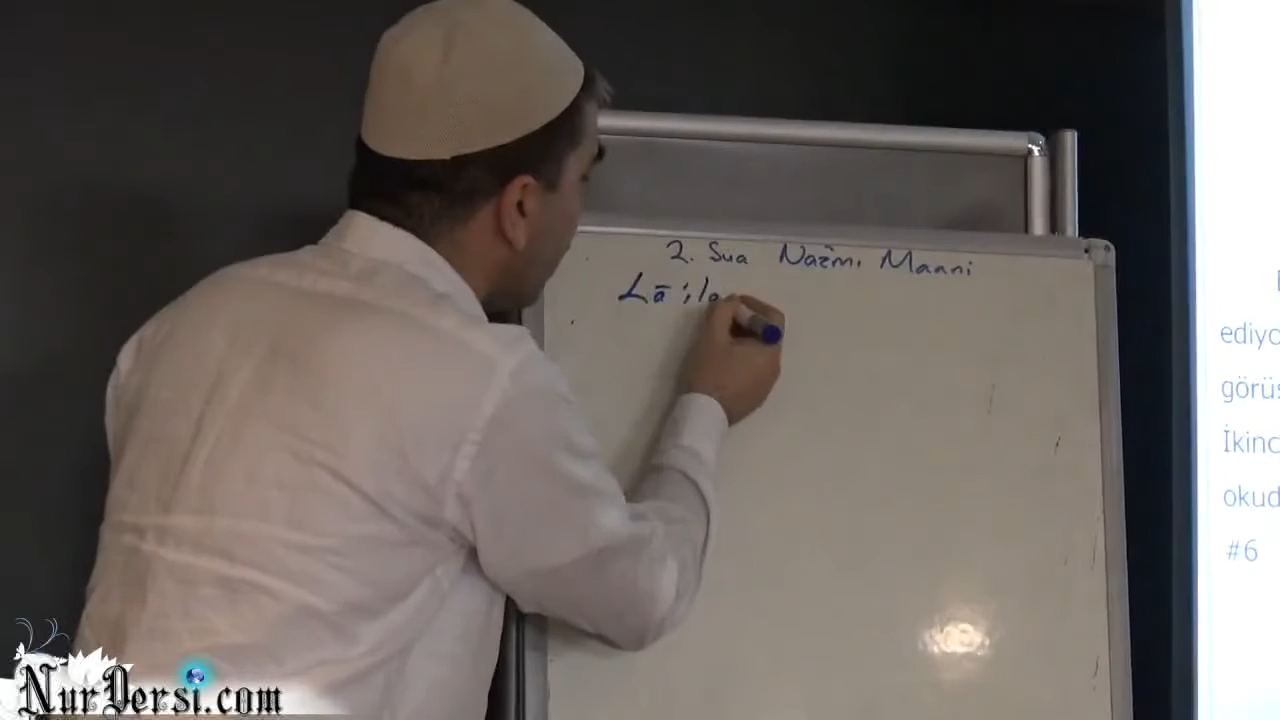 2. Şua Nazmı Maani
Lā ila
ediyo
görüş
İkinc
okud
#6
NurDersi.com